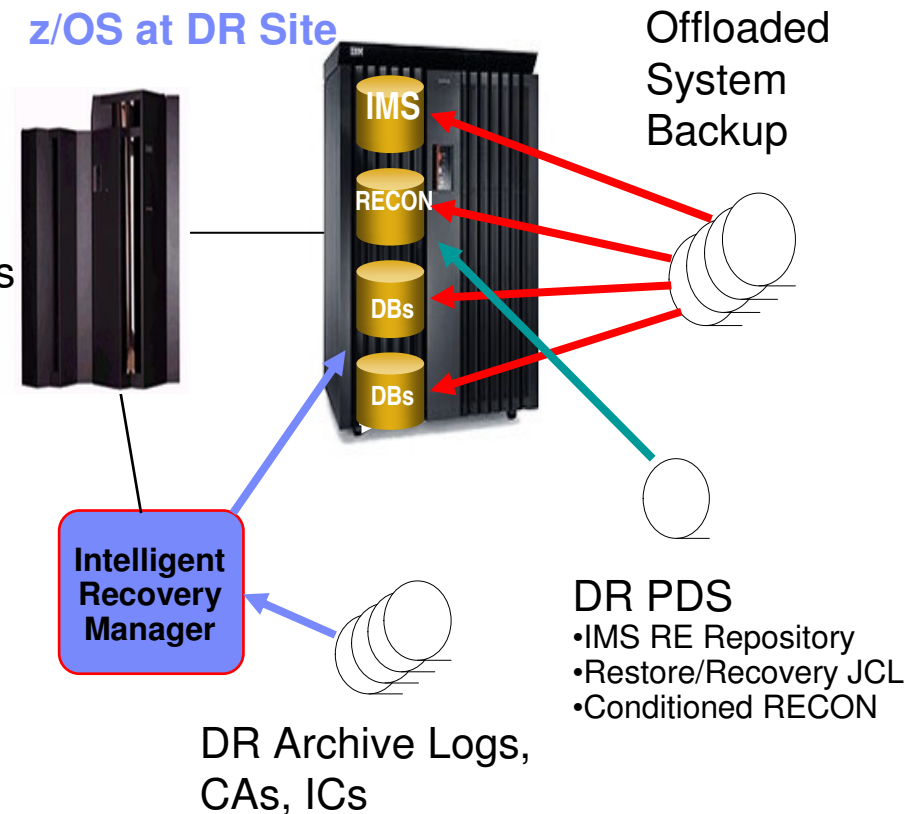 z/OS at DR Site
Offloaded
System
Backup
IBM
IMS
RECON
DBs
DBs
s
Intelligent
Recovery
Manager
DR PDS
•IMS RE Repository
•Restore/Recovery JCL
•Conditioned RECON
DR Archive Logs,
CAs, ICs